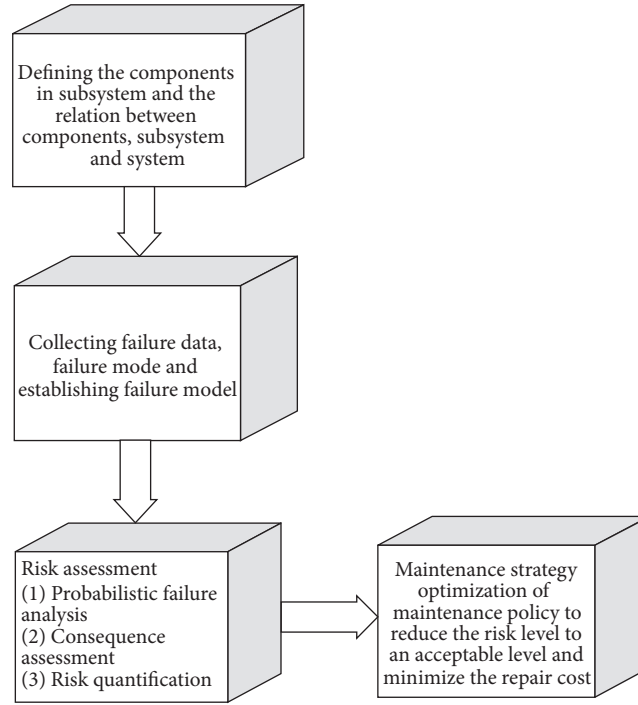 Defining the components
in subsystem and the
relation between
components, subsystem
and system
Collecting failure data,
failure mode and
establishing failure model
Risk assessment
(1) Probabilistic failure
analysis
(2) Consequence
assessment
(3) Risk quantification
Maintenance strategy
optimization of
maintenance policy to
reduce the risk level to
an acceptable level and
minimize the repair cost